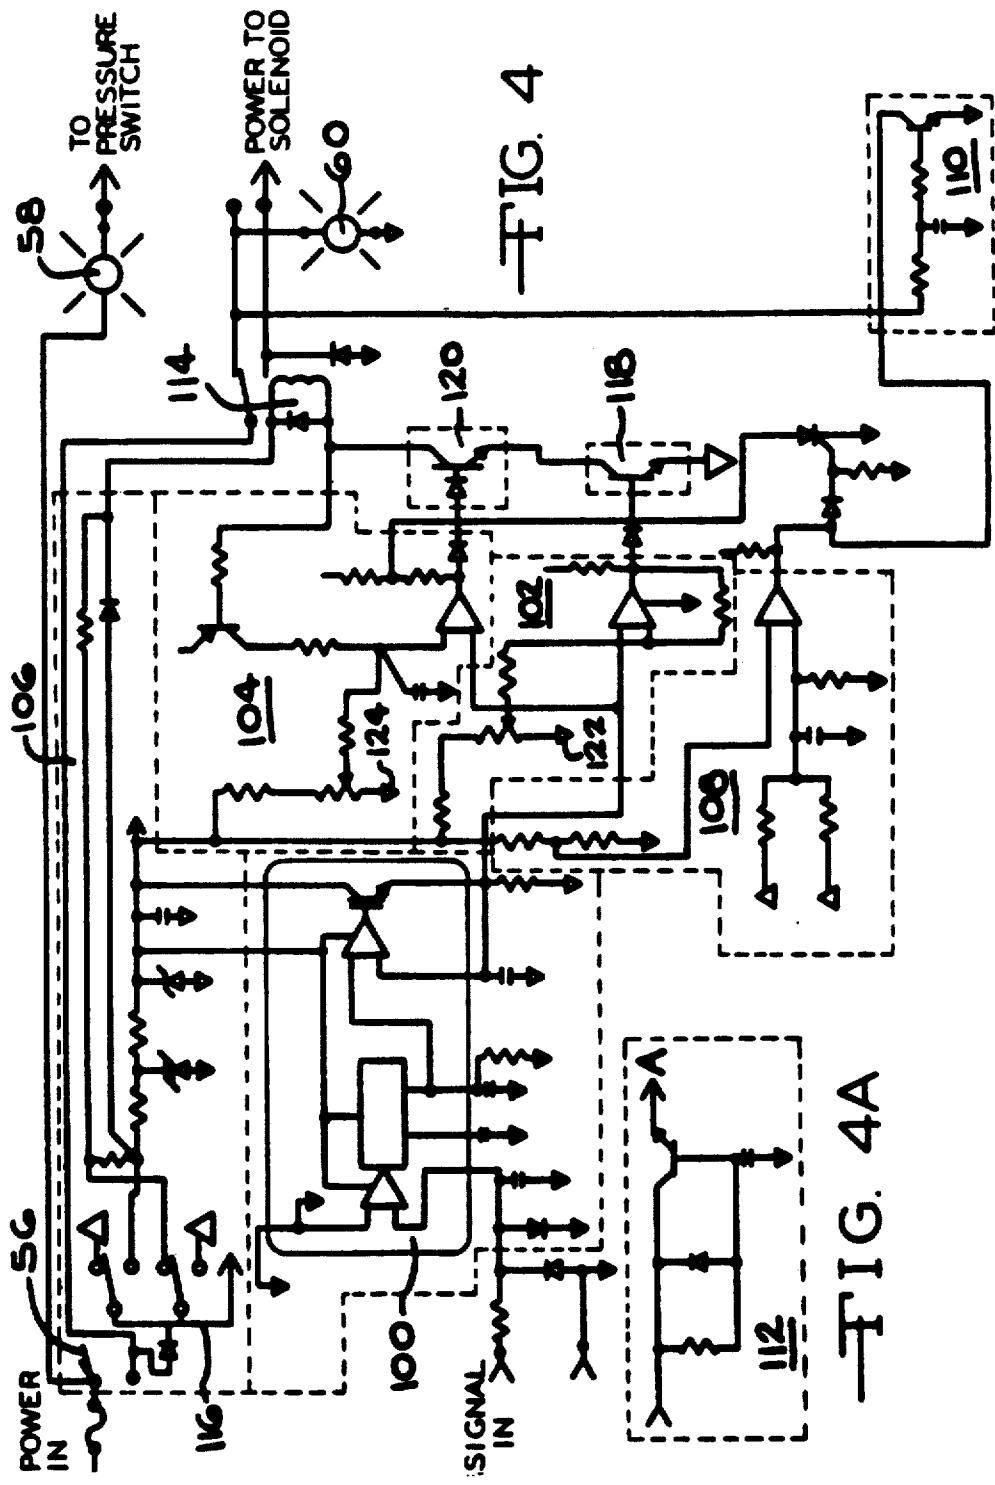 TO
PRESSURE
SWITCH
POWER TO
SOLENOID
58
60
FIG. 4
114
120
118
110
106
104
102
124
122
108
56
POWER
IN
116
100
SIGNAL
IN
112
A
FIG. 4A